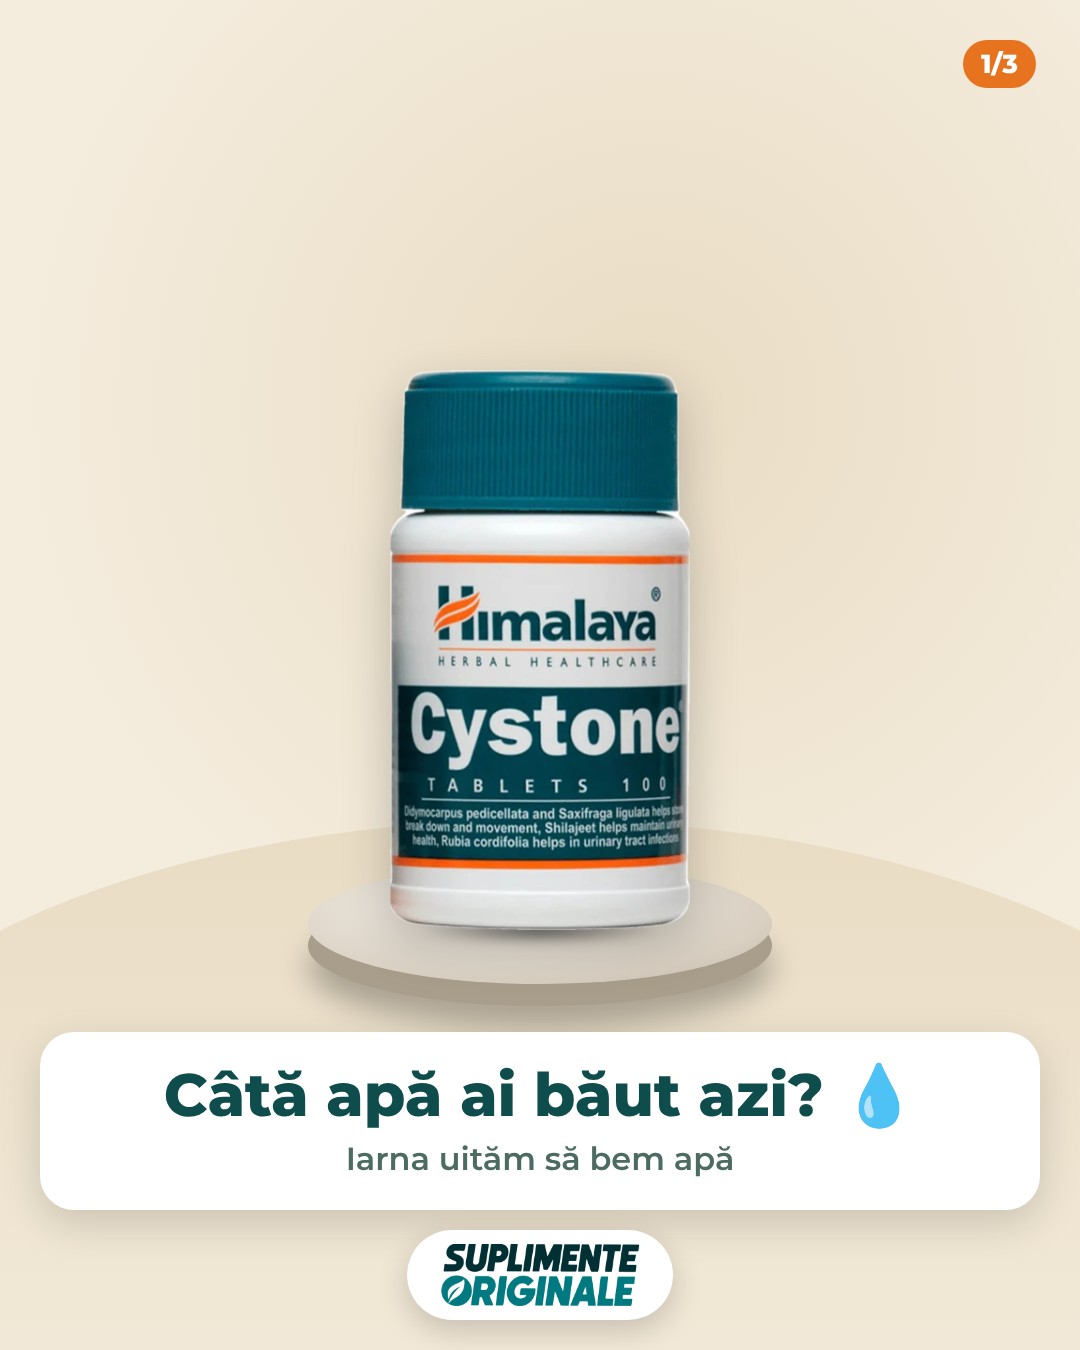 1/3
Himalaya®
HERBAL HEALTHCARE
Cystone
TABLETS 100
Didymocarpus pedicellata and Saxifraga ligulata helps
break down and movement, Shilajeet helps maintain
health, Rubia cordifolia helps in urinary tract
Câtă apă ai băut azi? 💧
Iarna uităm să bem apă
SUPLIMENTE
ORIGINALE